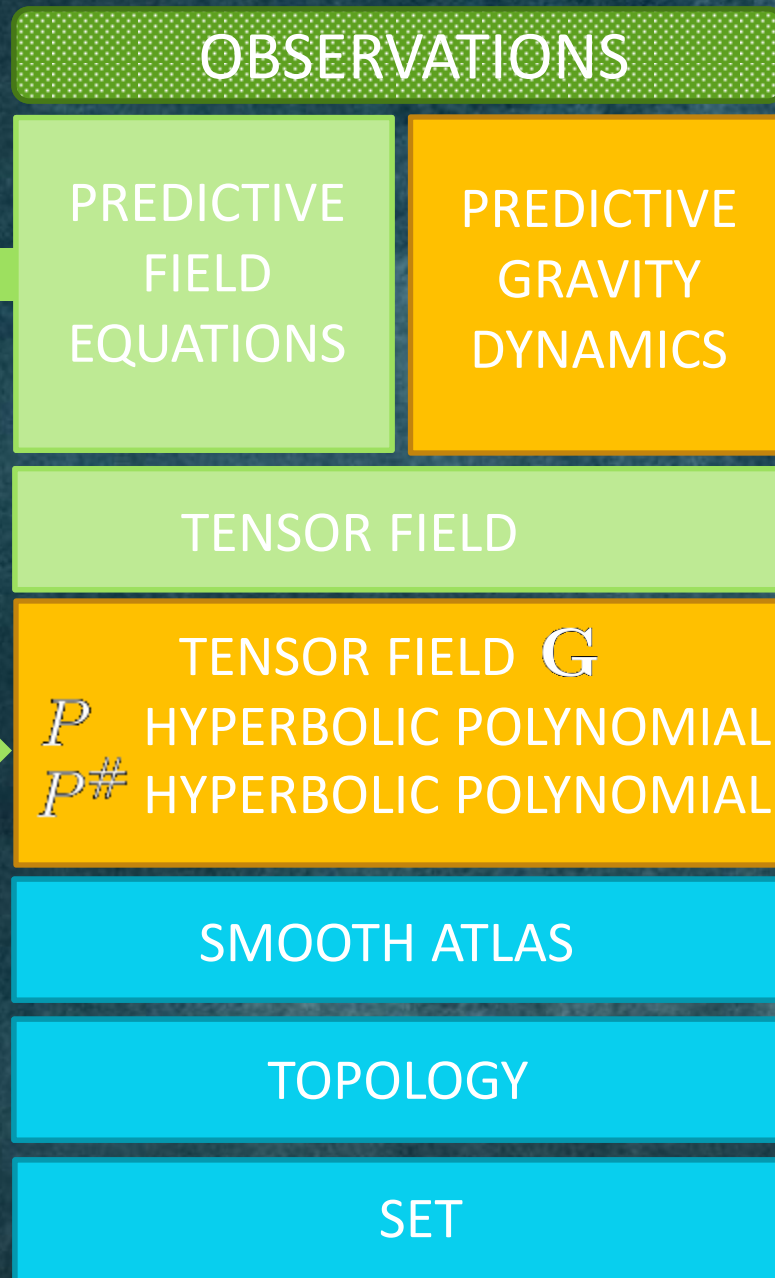 OBSERVATIONS
PREDICTIVE
FIELD
EQUATIONS
PREDICTIVE
GRAVITY
DYNAMICS
TENSOR FIELD
TENSOR FIELD G
P HYPERBOLIC POLYNOMIAL
P# HYPERBOLIC POLYNOMIAL
SMOOTH ATLAS
TOPOLOGY
SET